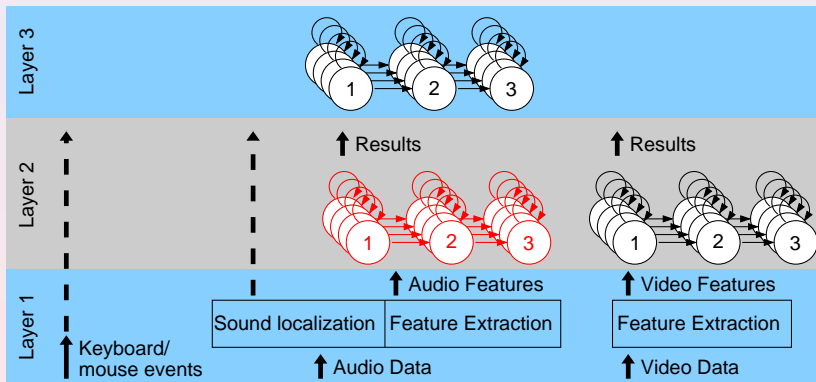 Layer 3
1 2 3
Results
Results
Layer 2
1 2 3
1 2 3
Audio Features
Video Features
Layer 1
Sound localization
Feature Extraction
Feature Extraction
Keyboard/
mouse events
Audio Data
Video Data